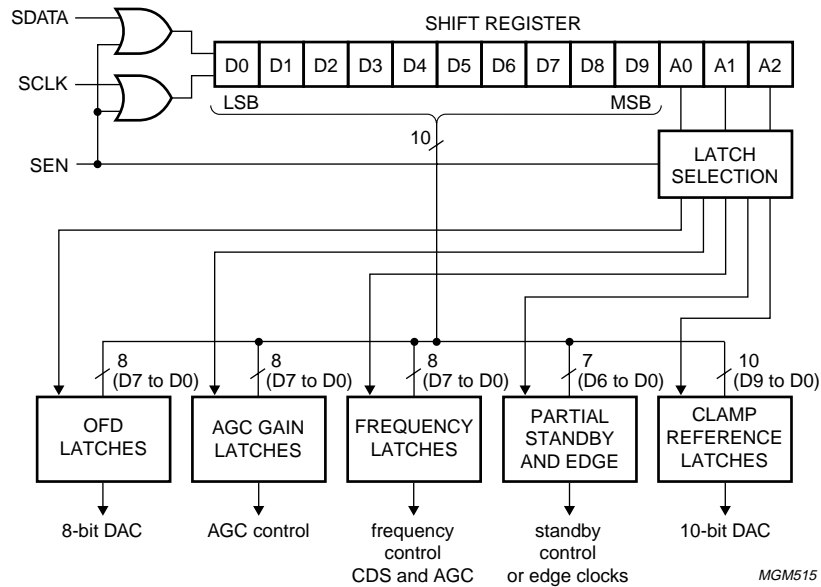 SDATA
SHIFT REGISTER
D0 D1 D2 D3 D4 D5 D6 D7 D8 D9 A0 A1 A2
SCLK
LSB MSB
10
SEN
LATCH
SELECTION
8
(D7 to D0)
8
(D7 to D0)
8
(D7 to D0)
7
(D6 to D0)
10
(D9 to D0)
OFD
LATCHES
AGC GAIN
LATCHES
FREQUENCY
LATCHES
PARTIAL
STANDBY
AND EDGE
CLAMP
REFERENCE
LATCHES
8-bit DAC
AGC control
frequency
control
CDS and AGC
standby
control
or edge clocks
10-bit DAC
MGM515